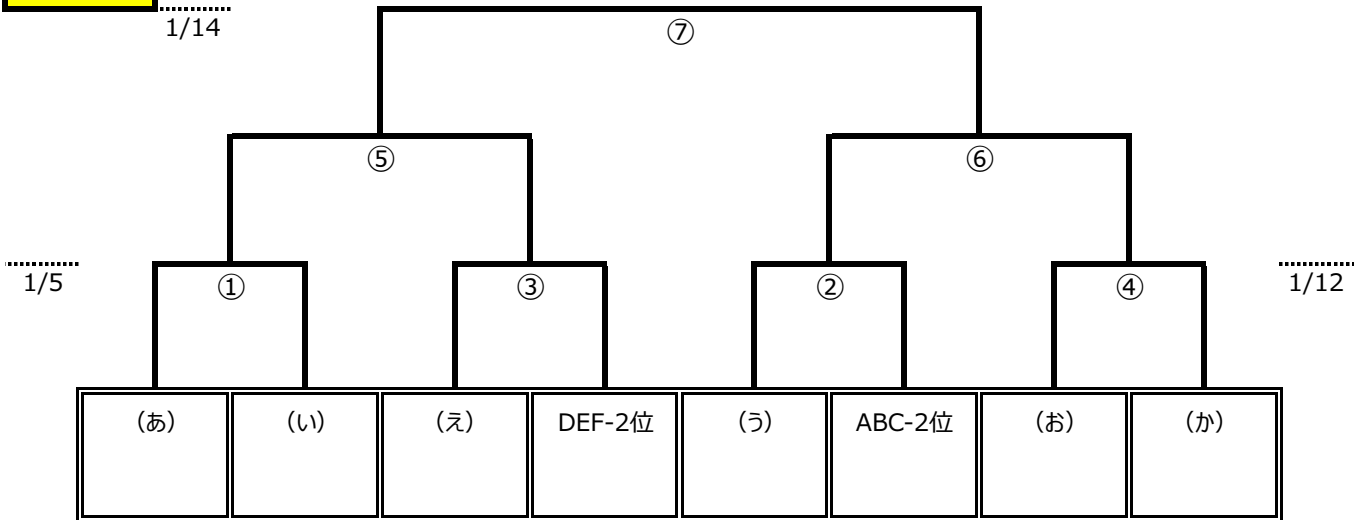 1/14
⑦
⑤
⑥
1/5
①
③
②
④
1/12
(あ)
(い)
(え)
DEF-2位
(う)
ABC-2位
(お)
(か)